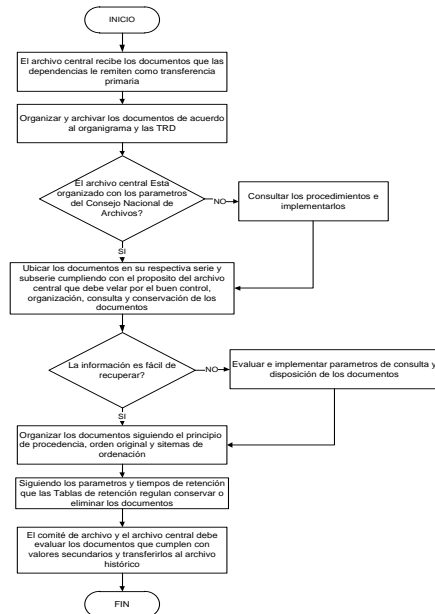 INICIO
El archivo central recibe los documentos que las
dependencias le remiten como transferencia
primaria
Organizar y archivar los documentos de acuerdo
al organigrama y las TRD
El archivo central Esta
organizado con los parametros
del Consejo Nacional de
Archivos?
NO
Consultar los procedimientos e
implementarlos
SI
Ubicar los documentos en su respectiva serie y
subserie cumpliendo con el proposito del archivo
central que debe velar por el buen control,
organización, consulta y conservación de los
documentos
La información es fácil de
recuperar?
NO
Evaluar e implementar parametros de consulta y
disposición de los documentos
SI
Organizar los documentos siguiendo el principio
de procedencia, orden original y sitemas de
ordenación
Siguiendo los parametros y tiempos de retención
que las Tablas de retención regulan conservar o
eliminar los documentos
El comité de archivo y el archivo central debe
evaluar los documentos que cumplen con
valores secundarios y transferirlos al archivo
histórico
FIN